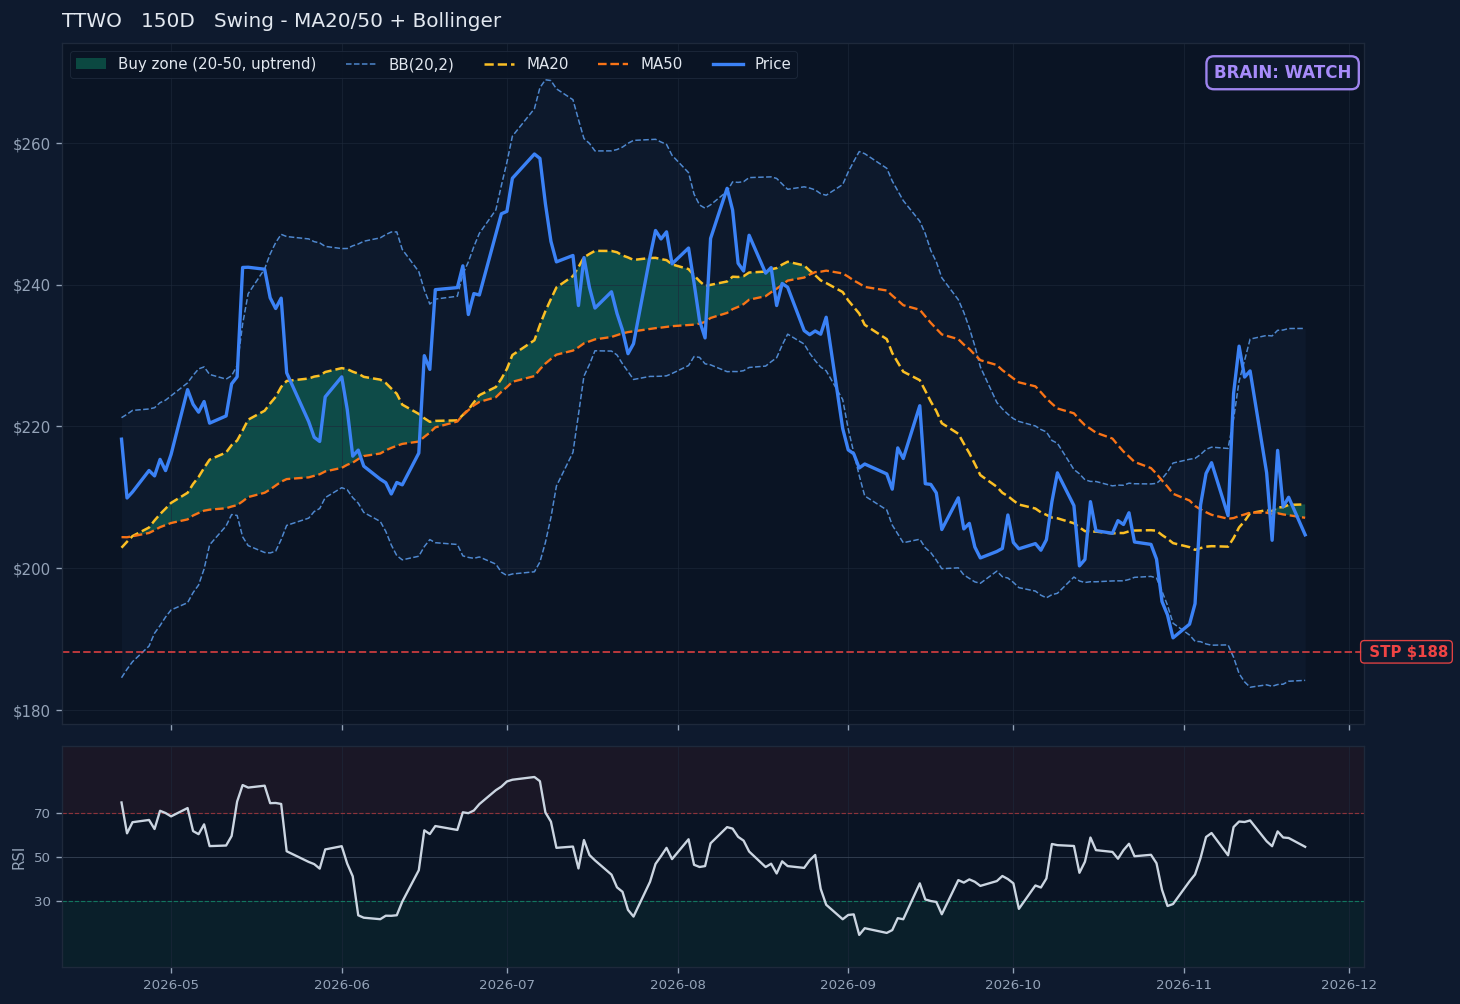 TTWO   150D   Swing - MA20/50 + Bollinger
Buy zone (20-50, uptrend)   BB(20,2)   MA20   MA50   Price
BRAIN: WATCH
$260
$240
$220
$200
$180
STP $188
RSI
70
50
30
2026-05   2026-06   2026-07   2026-08   2026-09   2026-10   2026-11   2026-12